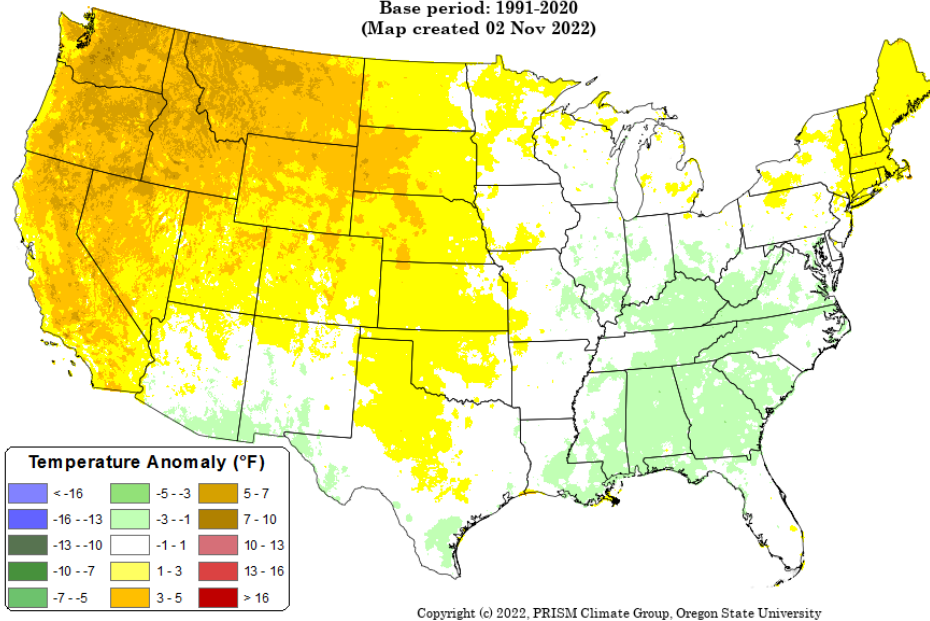 Base period: 1991-2020
(Map created 02 Nov 2022)
Temperature Anomaly (°F)
< -16
-5 - -3
5 - 7
-16 - -13
-3 - -1
7 - 10
-13 - -10
-1 - 1
10 - 13
-10 - -7
1 - 3
13 - 16
-7 - -5
3 - 5
> 16
Copyright (c) 2022, PRISM Climate Group, Oregon State University